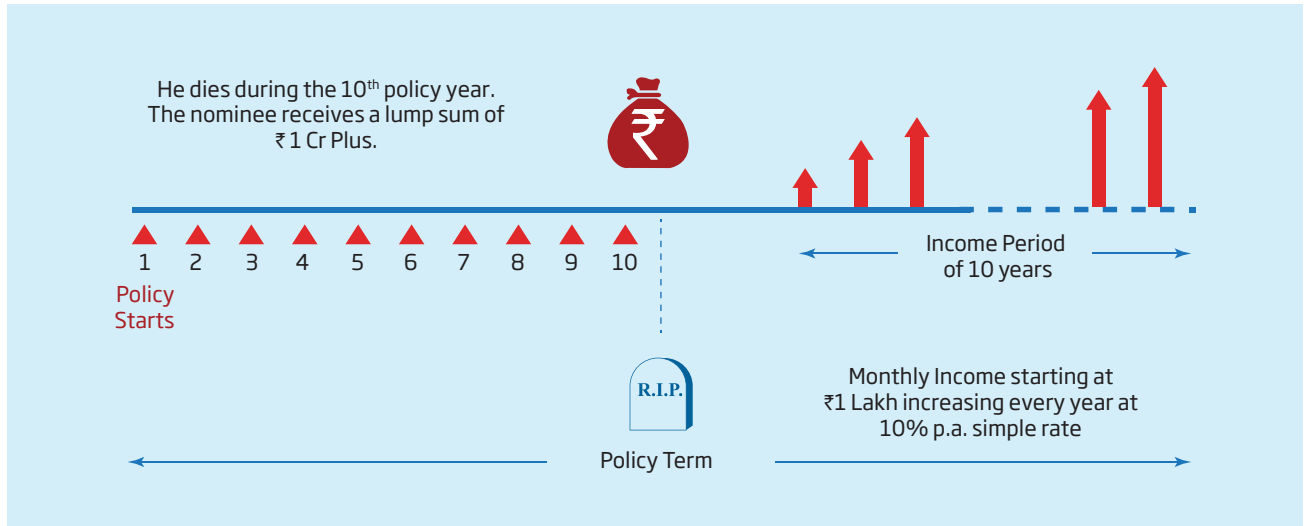 He dies during the 10th policy year.
The nominee receives a lump sum of
₹ 1 Cr Plus.
₹
1 2 3 4 5 6 7 8 9 10
Policy
Starts
Income Period
of 10 years
R.I.P.
Monthly Income starting at
₹1 Lakh increasing every year at
10% p.a. simple rate
Policy Term